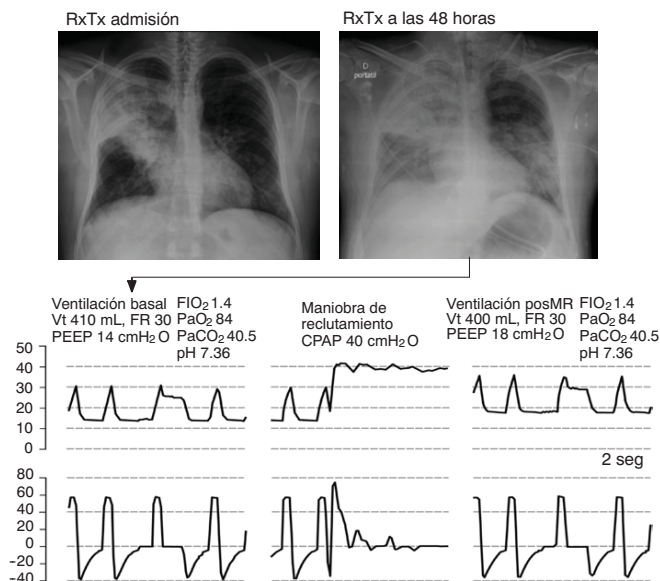 RxTx admisión
RxTx a las 48 horas
D
portátil
Ventilación basal
Vt 410 mL, FR 30
PEEP 14 cmH2O
FIO2 1.4
PaO2 84
PaCO2 40.5
pH 7.36
Maniobra de
reclutamiento
CPAP 40 cmH2O
Ventilación posMR
Vt 400 mL, FR 30
PEEP 18 cmH2O
FIO2 1.4
PaO2 84
PaCO2 40.5
pH 7.36
50
40
30
20
10
0
2 seg
80
60
40
20
0
-20
-40